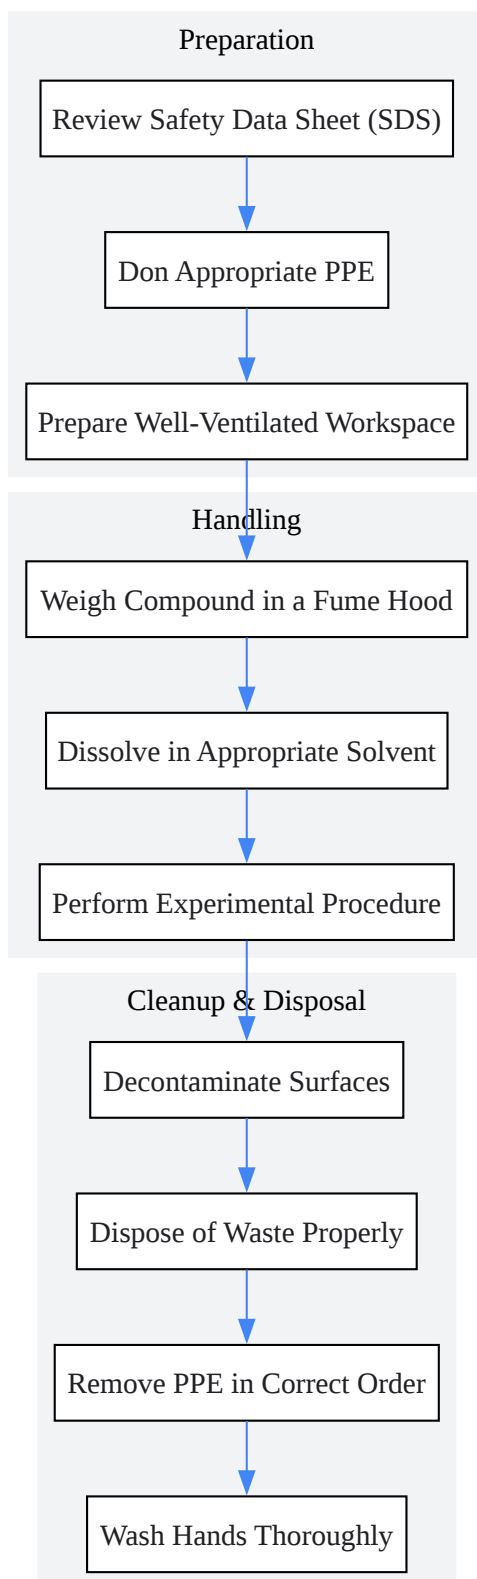 Preparation
Review Safety Data Sheet (SDS)
Don Appropriate PPE
Prepare Well-Ventilated Workspace
Handling
Weigh Compound in a Fume Hood
Dissolve in Appropriate Solvent
Perform Experimental Procedure
Cleanup & Disposal
Decontaminate Surfaces
Dispose of Waste Properly
Remove PPE in Correct Order
Wash Hands Thoroughly